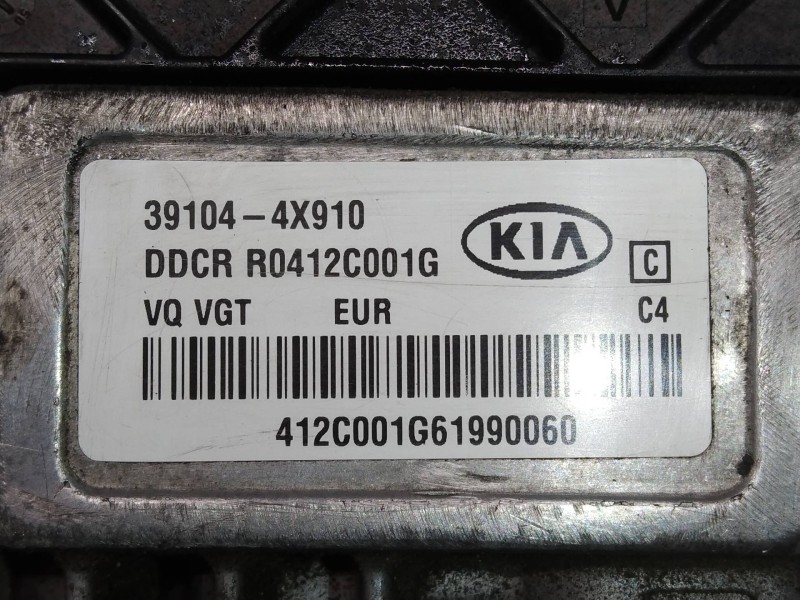 39104-4X910
KIA
DDCR R0412C001G
C
VQ VGT EUR C4
412C001G61990060
V